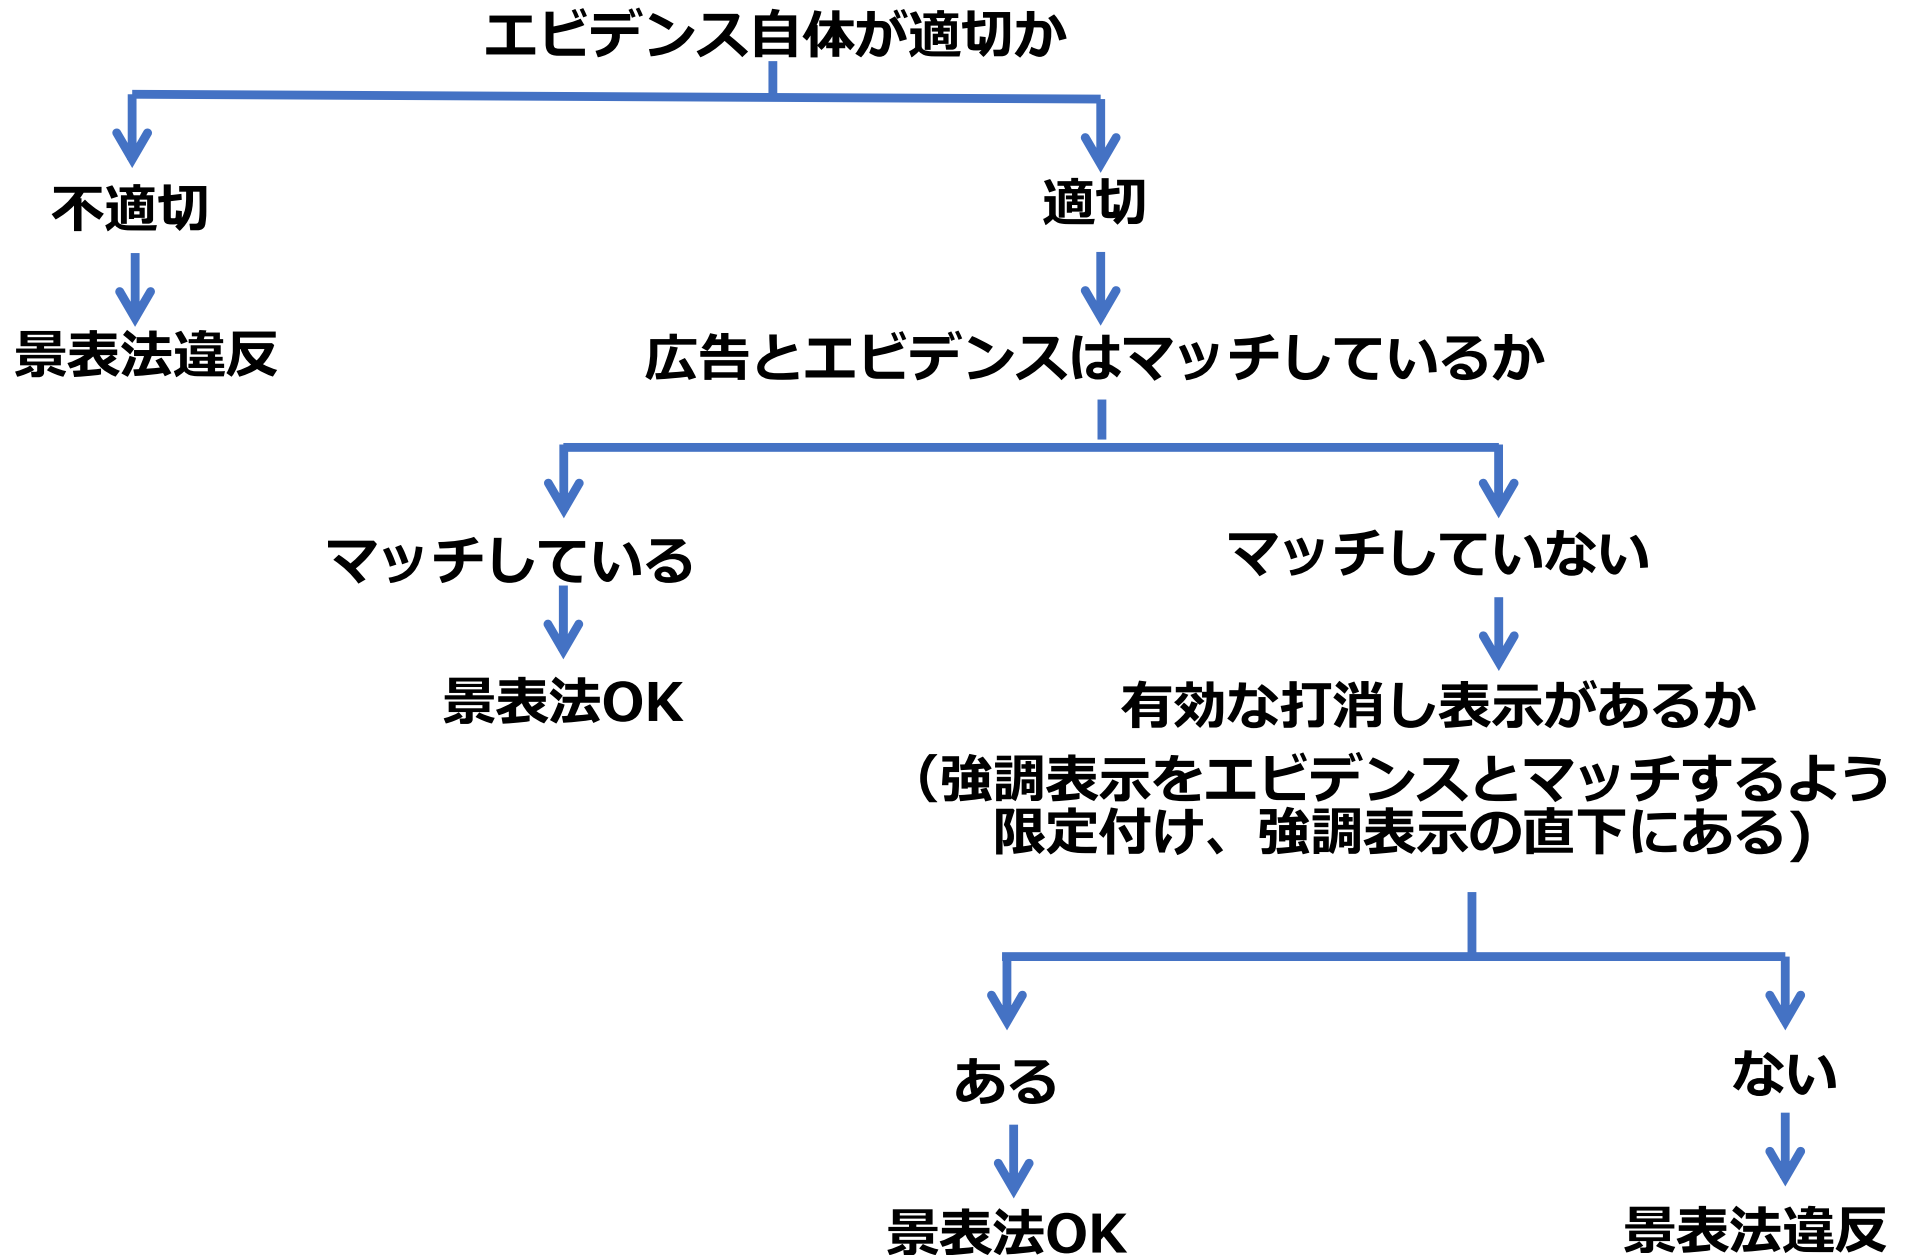 エビデンス自体が適切か
不適切
適切
景表法違反
広告とエビデンスはマッチしているか
マッチしている
マッチしていない
景表法OK
有効な打消し表示があるか
（強調表示をエビデンスとマッチするよう
限定付け、強調表示の直下にある)
ある
ない
景表法OK
景表法違反